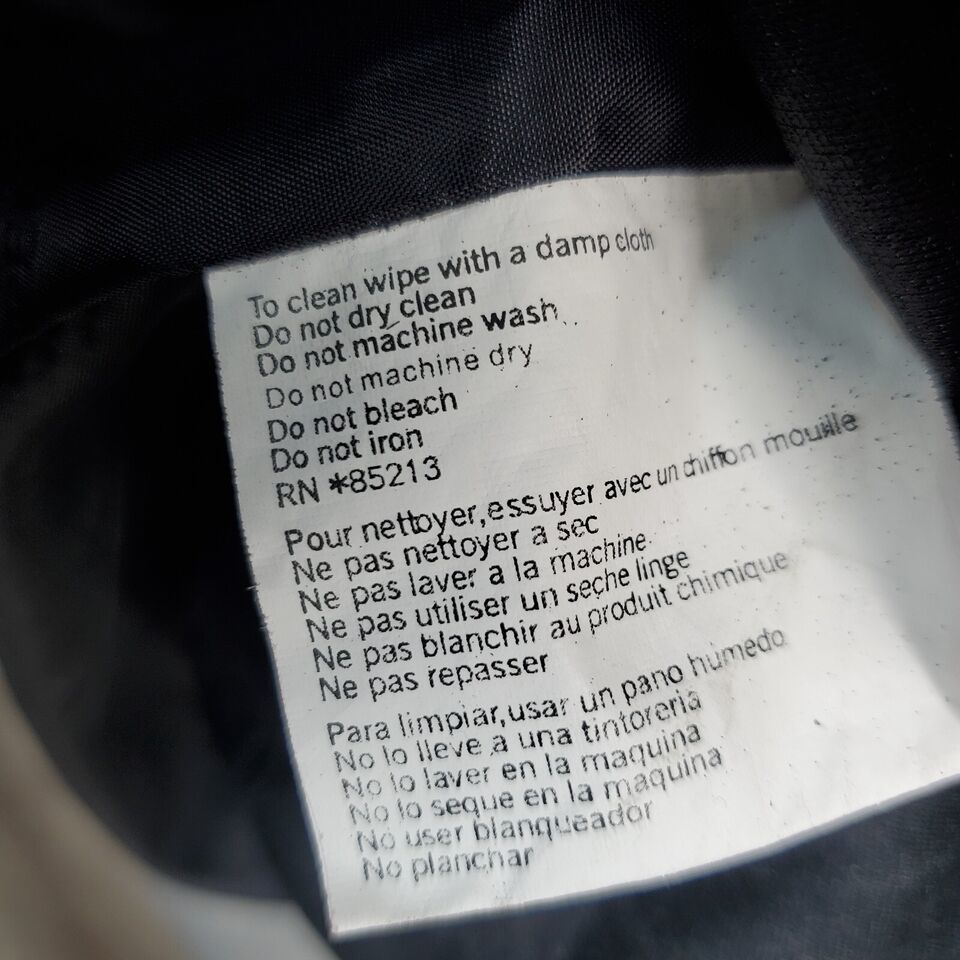 To clean wipe with a damp cloth
Do not dry clean
Do not machine wash
Do not machine dry
Do not bleach
Do not iron
RN *85213
Pour nettoyer,essuyer avec un chiffon mouille
Ne pas nettoyer a sec
Ne pas laver a la machine
Ne pas utiliser un seche linge
Ne pas blanchir au produit chimique
Ne pas repasser
Para limpiar,usar un pano humedo
No lo lleve a una tintoreria
No lo laver en la maquina
No lo seque en la maquina
No user blanqueador
No planchar